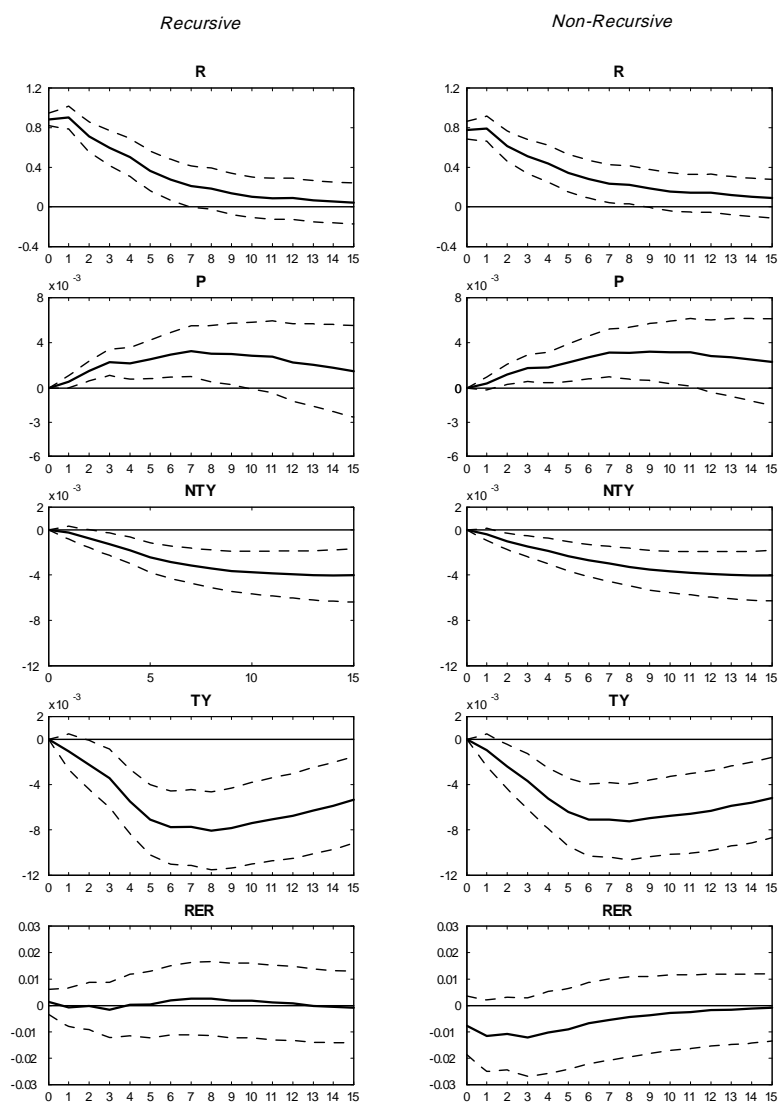 Recursive Non-Recursive
R R
1.2 1.2
0.8 0.8
0.4 0.4
0 0
-0.4 -0.4
0 1 2 3 4 5 6 7 8 9 10 11 12 13 14 15 0 1 2 3 4 5 6 7 8 9 10 11 12 13 14 15
x10 -3 P x10 -3 P
8 8
4 4
0 0
-3 -3
-6 -6
0 1 2 3 4 5 6 7 8 9 10 11 12 13 14 15 0 1 2 3 4 5 6 7 8 9 10 11 12 13 14 15
x10 -3 NTY x10 -3 NTY
2 2
0 0
-4 -4
-8 -8
-12 -12
0 5 10 15 0 1 2 3 4 5 6 7 8 9 10 11 12 13 14 15
x10 -3 TY x10 -3 TY
2 2
0 0
-4 -4
-8 -8
-12 -12
0 1 2 3 4 5 6 7 8 9 10 11 12 13 14 15 0 1 2 3 4 5 6 7 8 9 10 11 12 13 14 15
RER RER
0.03 0.03
0.02 0.02
0.01 0.01
0 0
-0.01 -0.01
-0.02 -0.02
-0.03 -0.03
0 1 2 3 4 5 6 7 8 9 10 11 12 13 14 15 0 1 2 3 4 5 6 7 8 9 10 11 12 13 14 15